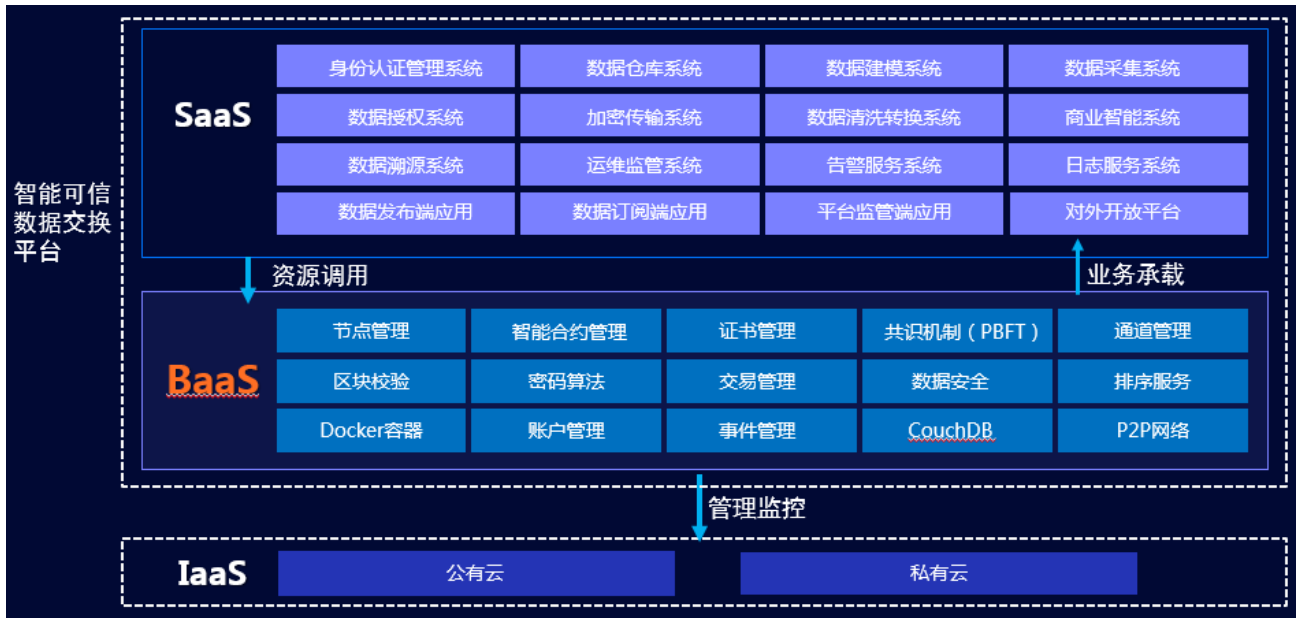 身份认证管理系统 数据仓库系统 数据建模系统 数据采集系统
SaaS
数据授权系统 加密传输系统 数据清洗转换系统 商业智能系统
数据溯源系统 运维监管系统 告警服务系统 日志服务系统
数据发布端应用 数据订阅端应用 平台监管端应用 对外开放平台
智能可信
数据交换
平台
资源调用 业务承载
节点管理 智能合约管理 证书管理 共识机制（PBFT） 通道管理
BaaS
区块校验 密码算法 交易管理 数据安全 排序服务
Docker容器 账户管理 事件管理 CouchDB P2P网络
管理监控
IaaS 公有云 私有云